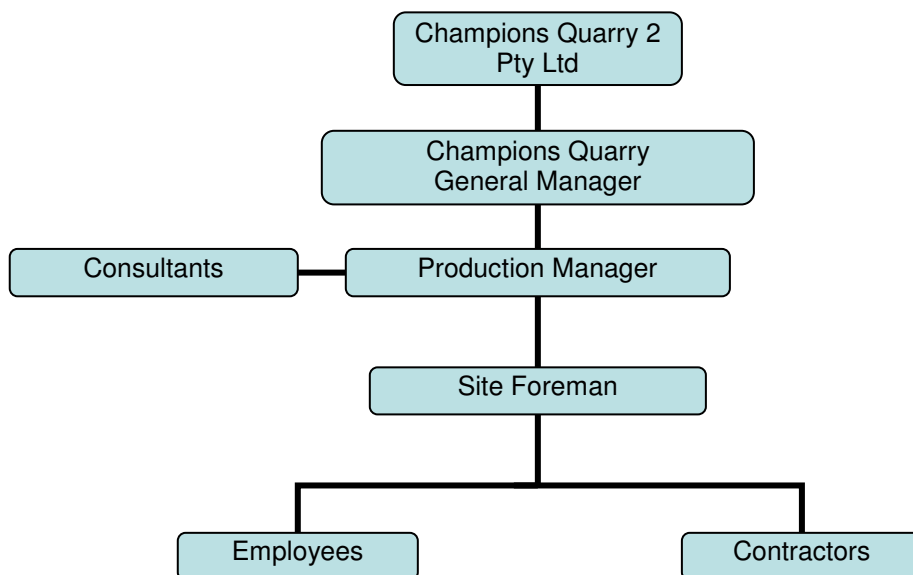 Champions Quarry 2
Pty Ltd
Champions Quarry
General Manager
Consultants
Production Manager
Site Foreman
Employees
Contractors